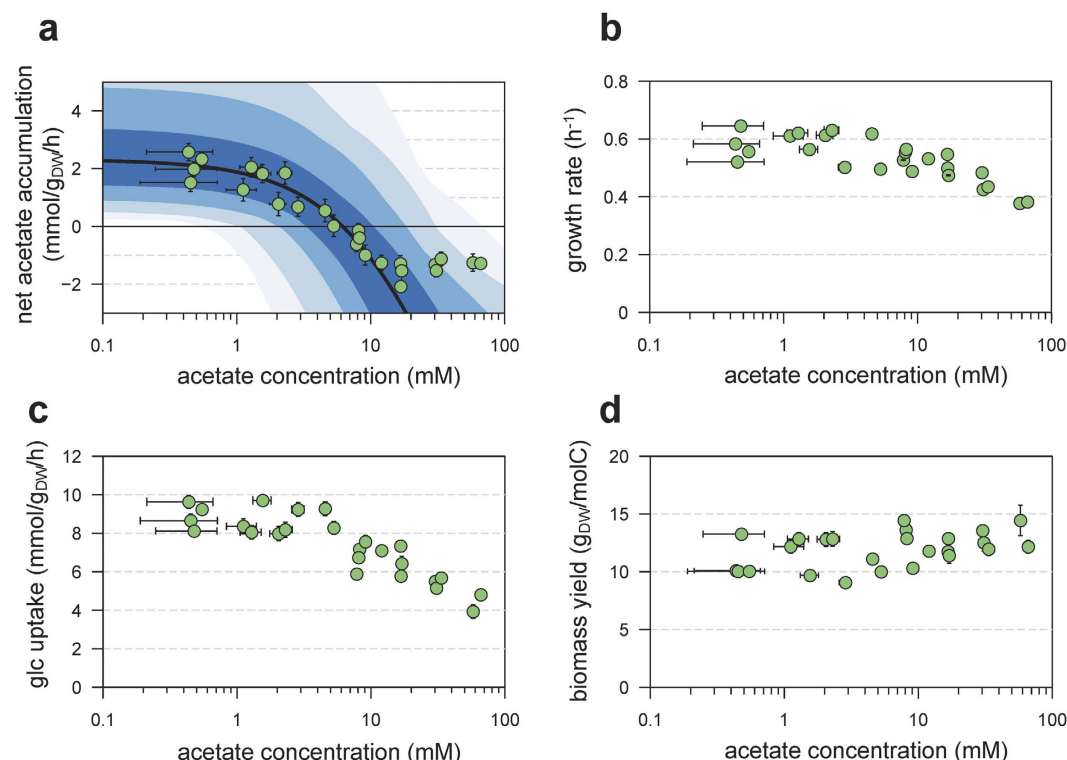 a
net acetate accumulation
(mmol/gDW/h)
4
2
0
−2
0.1 1 10 100
acetate concentration (mM)
b
growth rate (h-1)
0.8
0.6
0.4
0.2
0
0.1 1 10 100
acetate concentration (mM)
c
glc uptake (mmol/gDW/h)
12
10
8
6
4
2
0
0.1 1 10 100
acetate concentration (mM)
d
biomass yield (gDW/molC)
20
15
10
5
0
0.1 1 10 100
acetate concentration (mM)